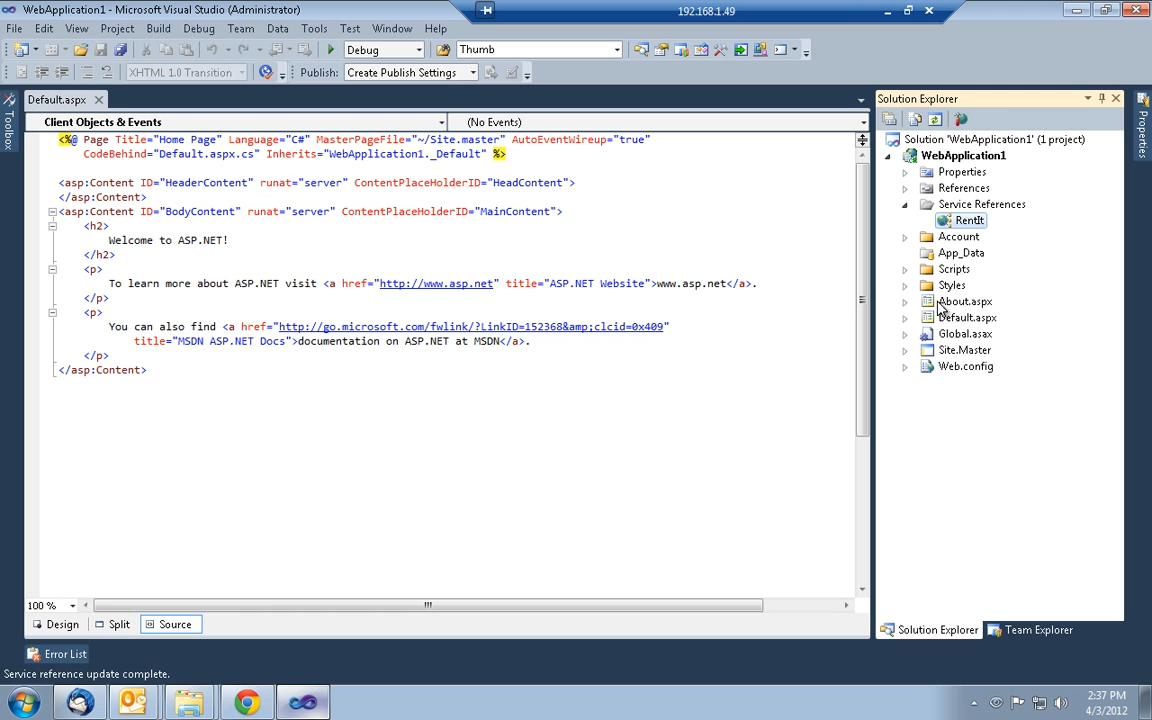 WebApplication1 - Microsoft Visual Studio (Administrator)
192.168.1.49
File Edit View Project Build Debug Team Data Tools Test Window Help
Debug
Thumb
XHTML 1.0 Transition
Publish:
Create Publish Settings
Toolbox
Default.aspx
Client Objects & Events
(No Events)
<%@ Page Title="Home Page" Language="C#" MasterPageFile="~/Site.master" AutoEventWireup="true"
CodeBehind="Default.aspx.cs" Inherits="WebApplication1._Default" %>
<asp:Content ID="HeaderContent" runat="server" ContentPlaceHolderID="HeadContent">
</asp:Content>
<asp:Content ID="BodyContent" runat="server" ContentPlaceHolderID="MainContent">
<h2>
Welcome to ASP.NET!
</h2>
<p>
To learn more about ASP.NET visit <a href="http://www.asp.net" title="ASP.NET Website">www.asp.net</a>.
</p>
<p>
You can also find <a href="http://go.microsoft.com/fwlink/?LinkID=152368&amp;clcid=0x409"
title="MSDN ASP.NET Docs">documentation on ASP.NET at MSDN</a>.
</p>
</asp:Content>
100 %
Design
Split
Source
Solution Explorer
Solution 'WebApplication1' (1 project)
WebApplication1
Properties
References
Service References
RentIt
Account
App_Data
Scripts
Styles
About.aspx
Default.aspx
Global.asax
Site.Master
Web.config
Solution Explorer
Team Explorer
Properties
Error List
Service reference update complete.
2:37 PM
4/3/2012